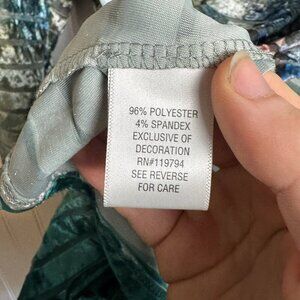 96% POLYESTER
4% SPANDEX
EXCLUSIVE OF
DECORATION
RN#119794
SEE REVERSE
FOR CARE